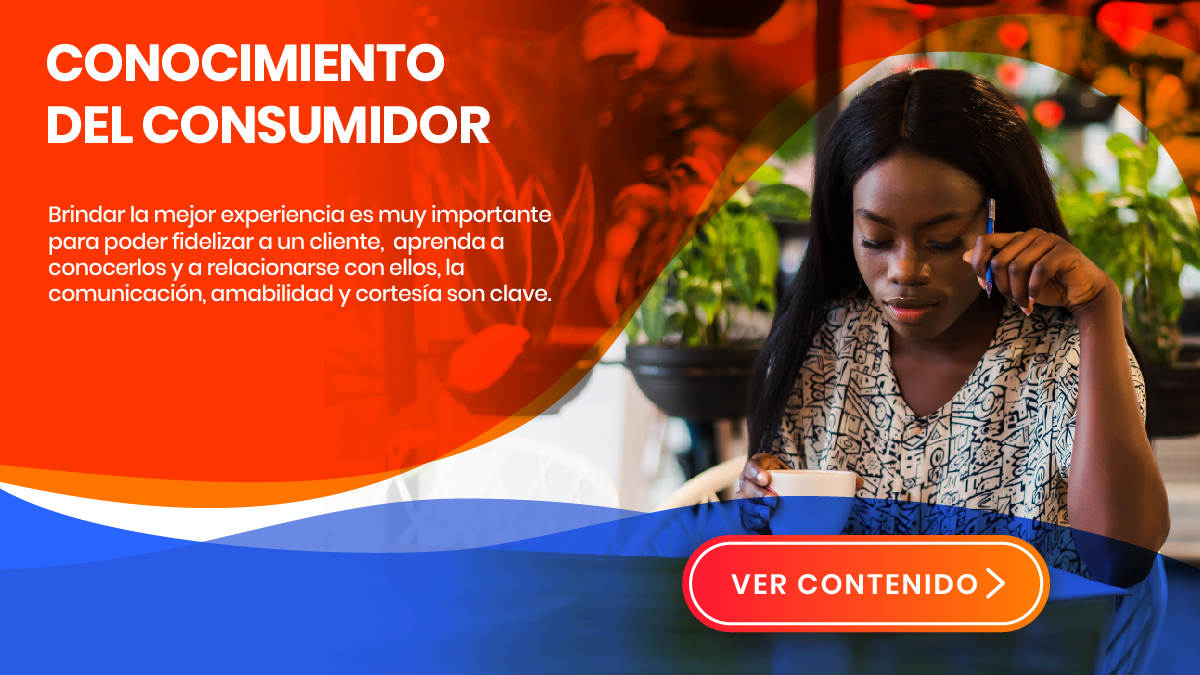 CONOCIMIENTO
DEL CONSUMIDOR
Brindar la mejor experiencia es muy importante
para poder fidelizar a un cliente,  aprenda a
conocerlos y a relacionarse con ellos, la
comunicación, amabilidad y cortesía son clave.
VER CONTENIDO